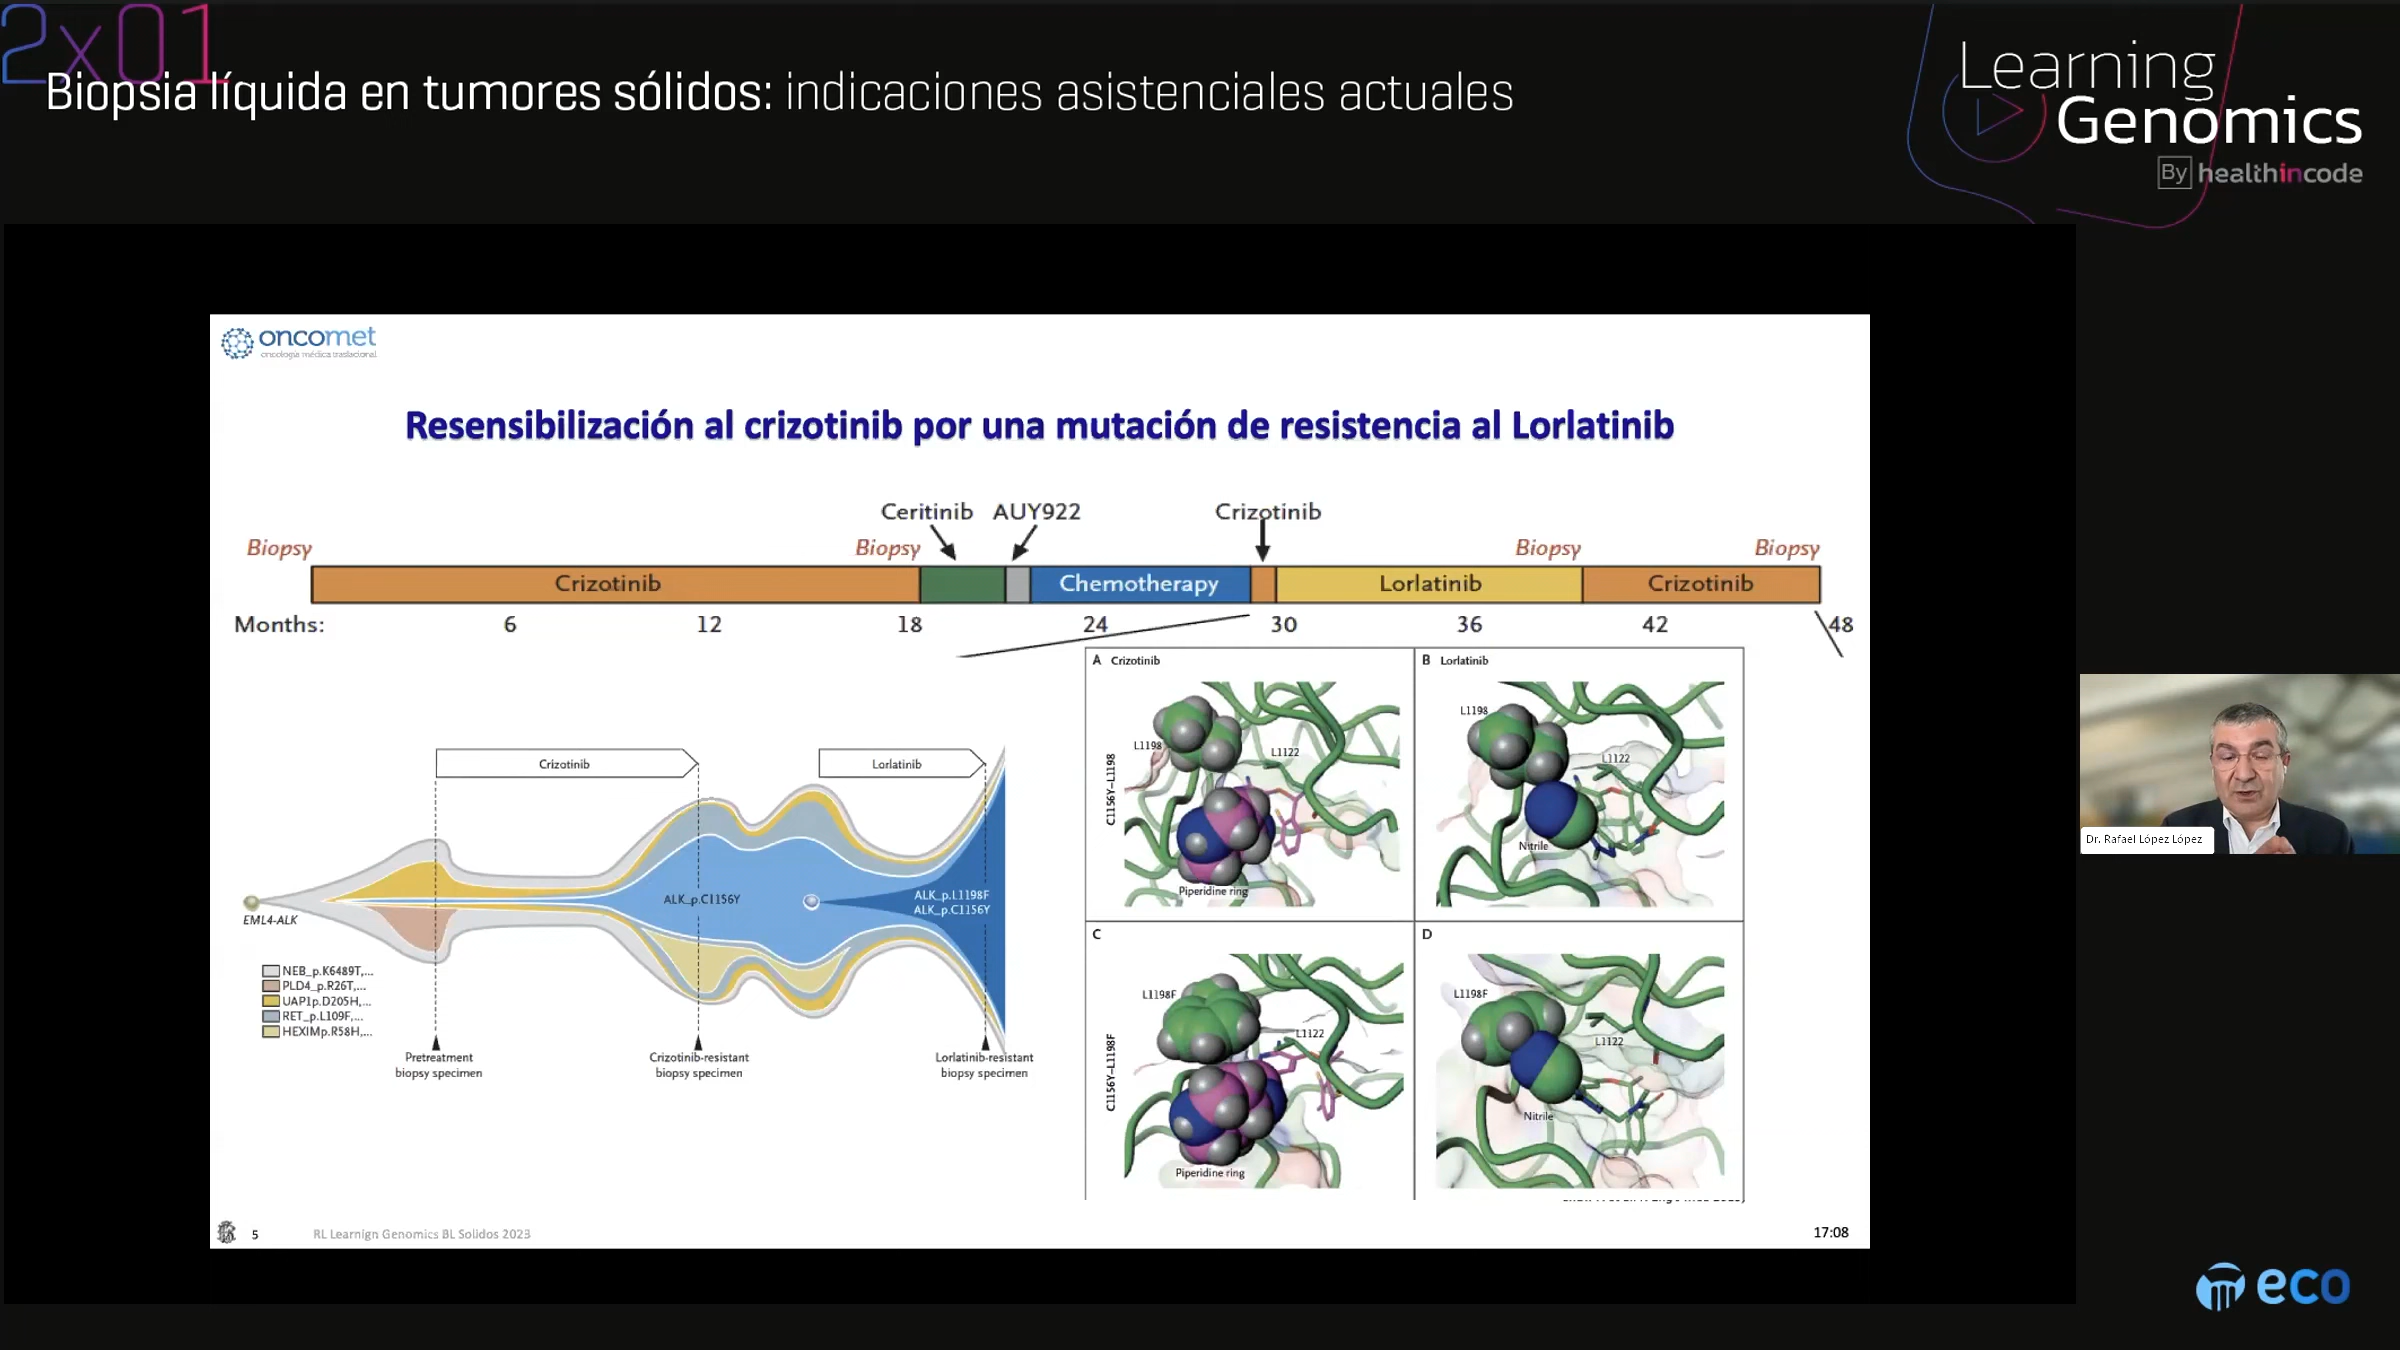 2x01
Biopsia líquida en tumores sólidos: indicaciones asistenciales actuales
Learning
Genomics
By healthincode
oncomet
oncología médica traslacional
Resensibilización al crizotinib por una mutación de resistencia al Lorlatinib
Ceritinib AUY922 Crizotinib
Biopsy Biopsy Biopsy Biopsy
Crizotinib Chemotherapy Lorlatinib Crizotinib
Months: 6 12 18 24 30 36 42 48
Crizotinib Lorlatinib
EML4-ALK
ALK_p.C1156Y
ALK_p.L1198F
ALK_p.C1156Y
NEB_p.K6489T,...
PLD4_p.R26T,...
UAP1p.D205H,...
RET_p.L109F,...
HEXIMp.R58H,...
Pretreatment
biopsy specimen
Crizotinib-resistant
biopsy specimen
Lorlatinib-resistant
biopsy specimen
A Crizotinib
C1156Y–L1198
L1198
L1122
Piperidine ring
B Lorlatinib
L1198
L1122
Nitrile
C
C1156Y–L1198F
L1198F
L1122
Piperidine ring
D
L1198F
L1122
Nitrile
5
RL Learnign Genomics BL Solidos 2023
17:08
Dr. Rafael López López
eco